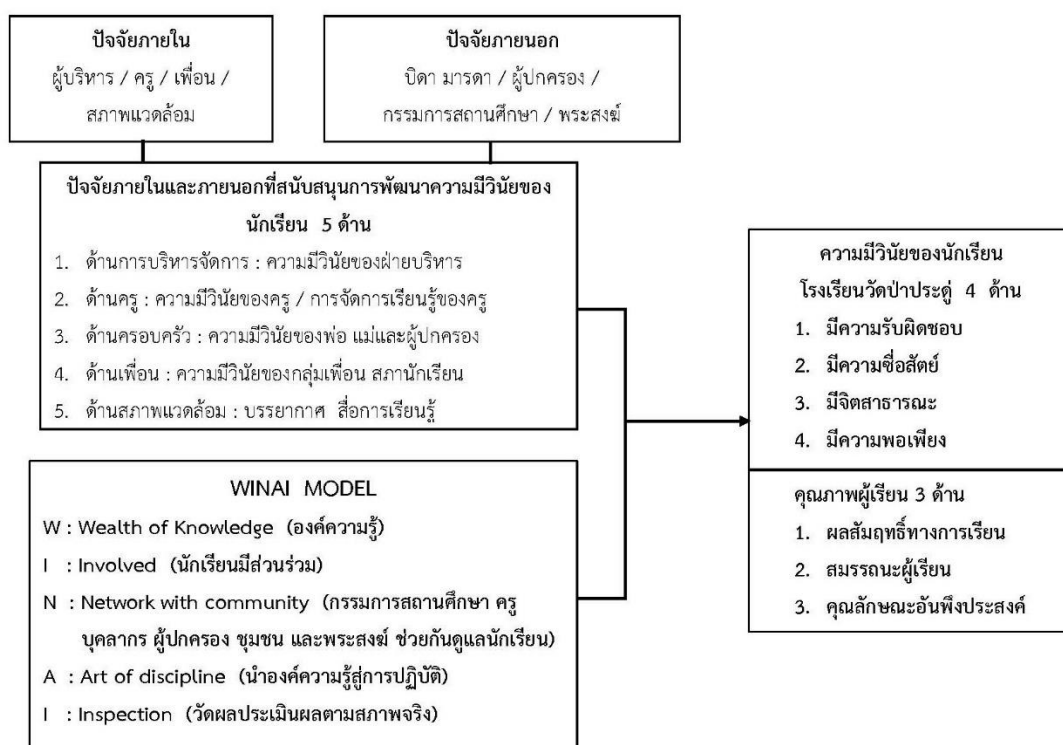 ปัจจัยภายใน
ผู้บริหาร / ครู / เพื่อน /
สภาพแวดล้อม
ปัจจัยภายนอก
บิดา มารดา / ผู้ปกครอง /
กรรมการสถานศึกษา / พระสงฆ์
ปัจจัยภายในและภายนอกที่สนับสนุนการพัฒนาความมีวินัยของ
นักเรียน 5 ด้าน
1. ด้านการบริหารจัดการ : ความมีวินัยของฝ่ายบริหาร
2. ด้านครู : ความมีวินัยของครู / การจัดการเรียนรู้ของครู
3. ด้านครอบครัว : ความมีวินัยของพ่อ แม่และผู้ปกครอง
4. ด้านเพื่อน : ความมีวินัยของกลุ่มเพื่อน สภานักเรียน
5. ด้านสภาพแวดล้อม : บรรยากาศ สื่อการเรียนรู้
WINAI MODEL
W : Wealth of Knowledge (องค์ความรู้)
I : Involved (นักเรียนมีส่วนร่วม)
N : Network with community (กรรมการสถานศึกษา ครู
บุคลากร ผู้ปกครอง ชุมชน และพระสงฆ์ ช่วยกันดูแลนักเรียน)
A : Art of discipline (นำองค์ความรู้สู่การปฏิบัติ)
I : Inspection (วัดผลประเมินผลตามสภาพจริง)
ความมีวินัยของนักเรียน
โรงเรียนวัดป่าประดู่ 4 ด้าน
1. มีความรับผิดชอบ
2. มีความซื่อสัตย์
3. มีจิตสาธารณะ
4. มีความพอเพียง
คุณภาพผู้เรียน 3 ด้าน
1. ผลสัมฤทธิ์ทางการเรียน
2. สมรรถนะผู้เรียน
3. คุณลักษณะอันพึงประสงค์